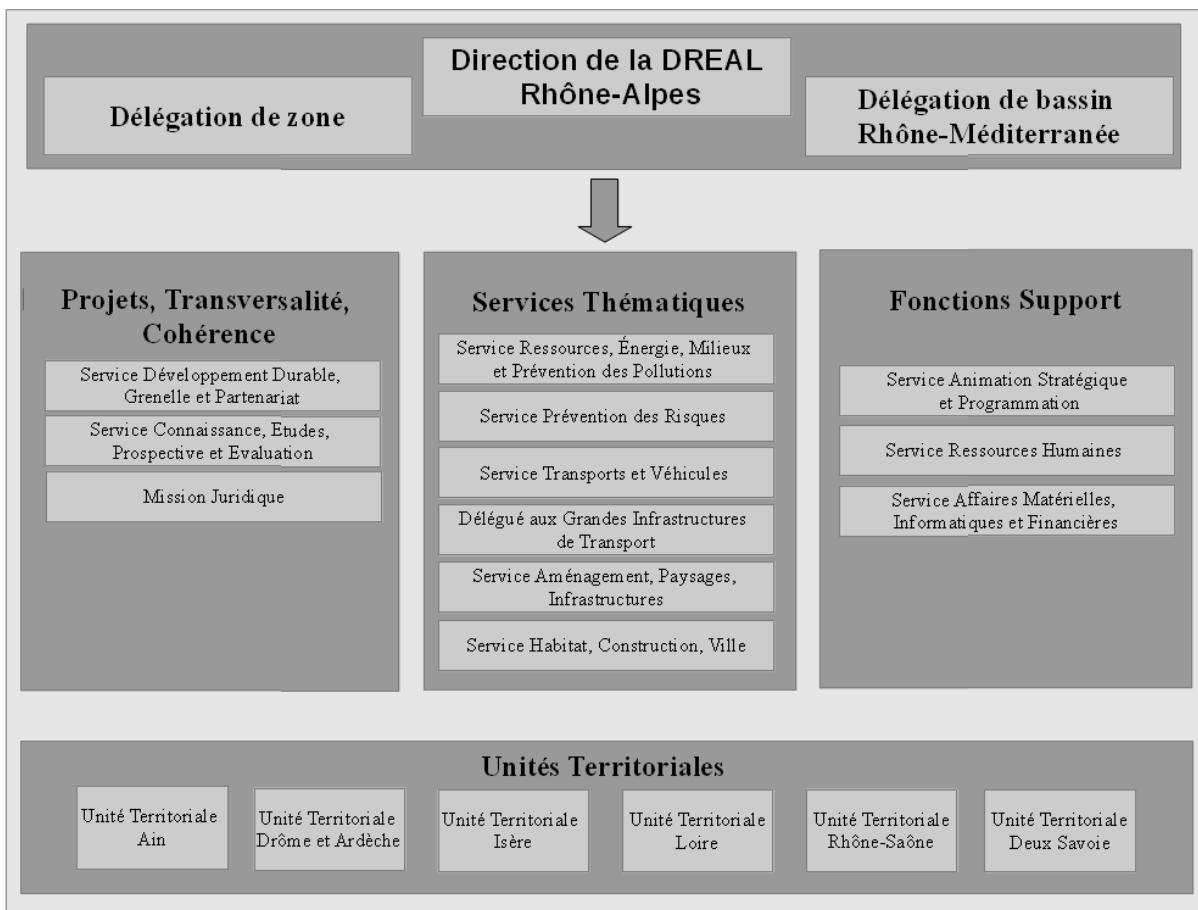 Direction de la DREAL
Rhône-Alpes
Délégation de zone
Délégation de bassin
Rhône-Méditerranée
Projets, Transversalité,
Cohérence
Service Développement Durable,
Grenelle et Partenariat
Service Connaissance, Etudes,
Prospective et Evaluation
Mission Juridique
Services Thématiques
Service Ressources, Énergie, Milieux
et Prévention des Pollutions
Service Prévention des Risques
Service Transports et Véhicules
Délégué aux Grandes Infrastructures
de Transport
Service Aménagement, Paysages,
Infrastructures
Service Habitat, Construction, Ville
Fonctions Support
Service Animation Stratégique
et Programmation
Service Ressources Humaines
Service Affaires Matérielles,
Informatiques et Financières
Unités Territoriales
Unité Territoriale
Ain
Unité Territoriale
Drôme et Ardèche
Unité Territoriale
Isère
Unité Territoriale
Loire
Unité Territoriale
Rhône-Saône
Unité Territoriale
Deux Savoie